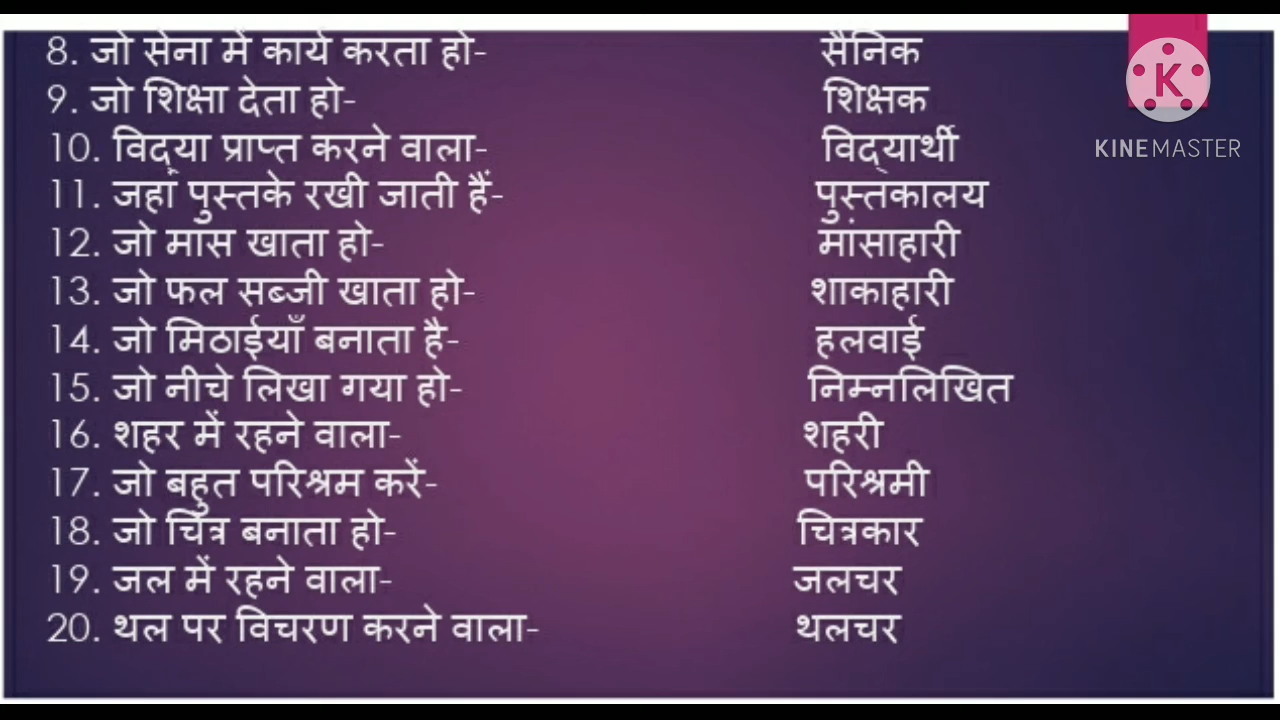 8. जो सेना में कार्य करता हो- सैनिक
9. जो शिक्षा देता हो- शिक्षक
10. विद्या प्राप्त करने वाला- विद्यार्थी
11. जहां पुस्तके रखी जाती हैं- पुस्तकालय
12. जो मांस खाता हो- मांसाहारी
13. जो फल सब्जी खाता हो- शाकाहारी
14. जो मिठाईयाँ बनाता है- हलवाई
15. जो नीचे लिखा गया हो- निम्नलिखित
16. शहर में रहने वाला- शहरी
17. जो बहुत परिश्रम करें- परिश्रमी
18. जो चित्र बनाता हो- चित्रकार
19. जल में रहने वाला- जलचर
20. थल पर विचरण करने वाला- थलचर
K
KINEMASTER